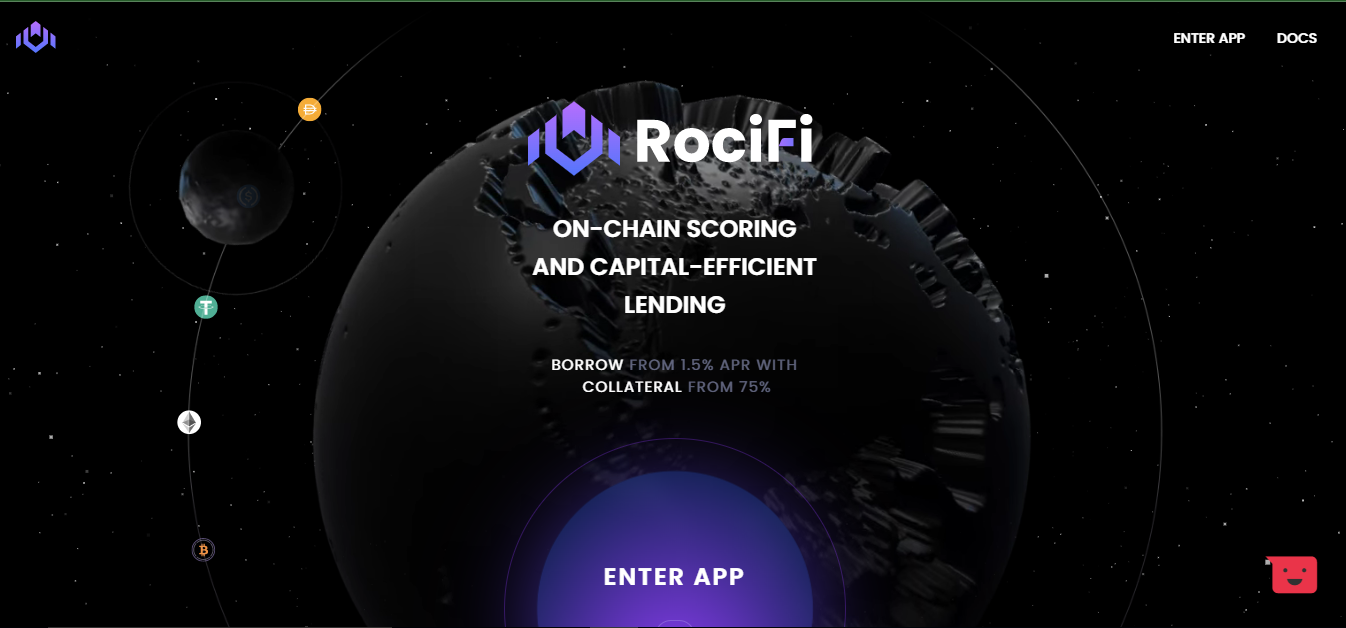 ENTER APP DOCS
RociFi
ON-CHAIN SCORING
AND CAPITAL-EFFICIENT
LENDING
BORROW FROM 1.5% APR WITH
COLLATERAL FROM 75%
ENTER APP